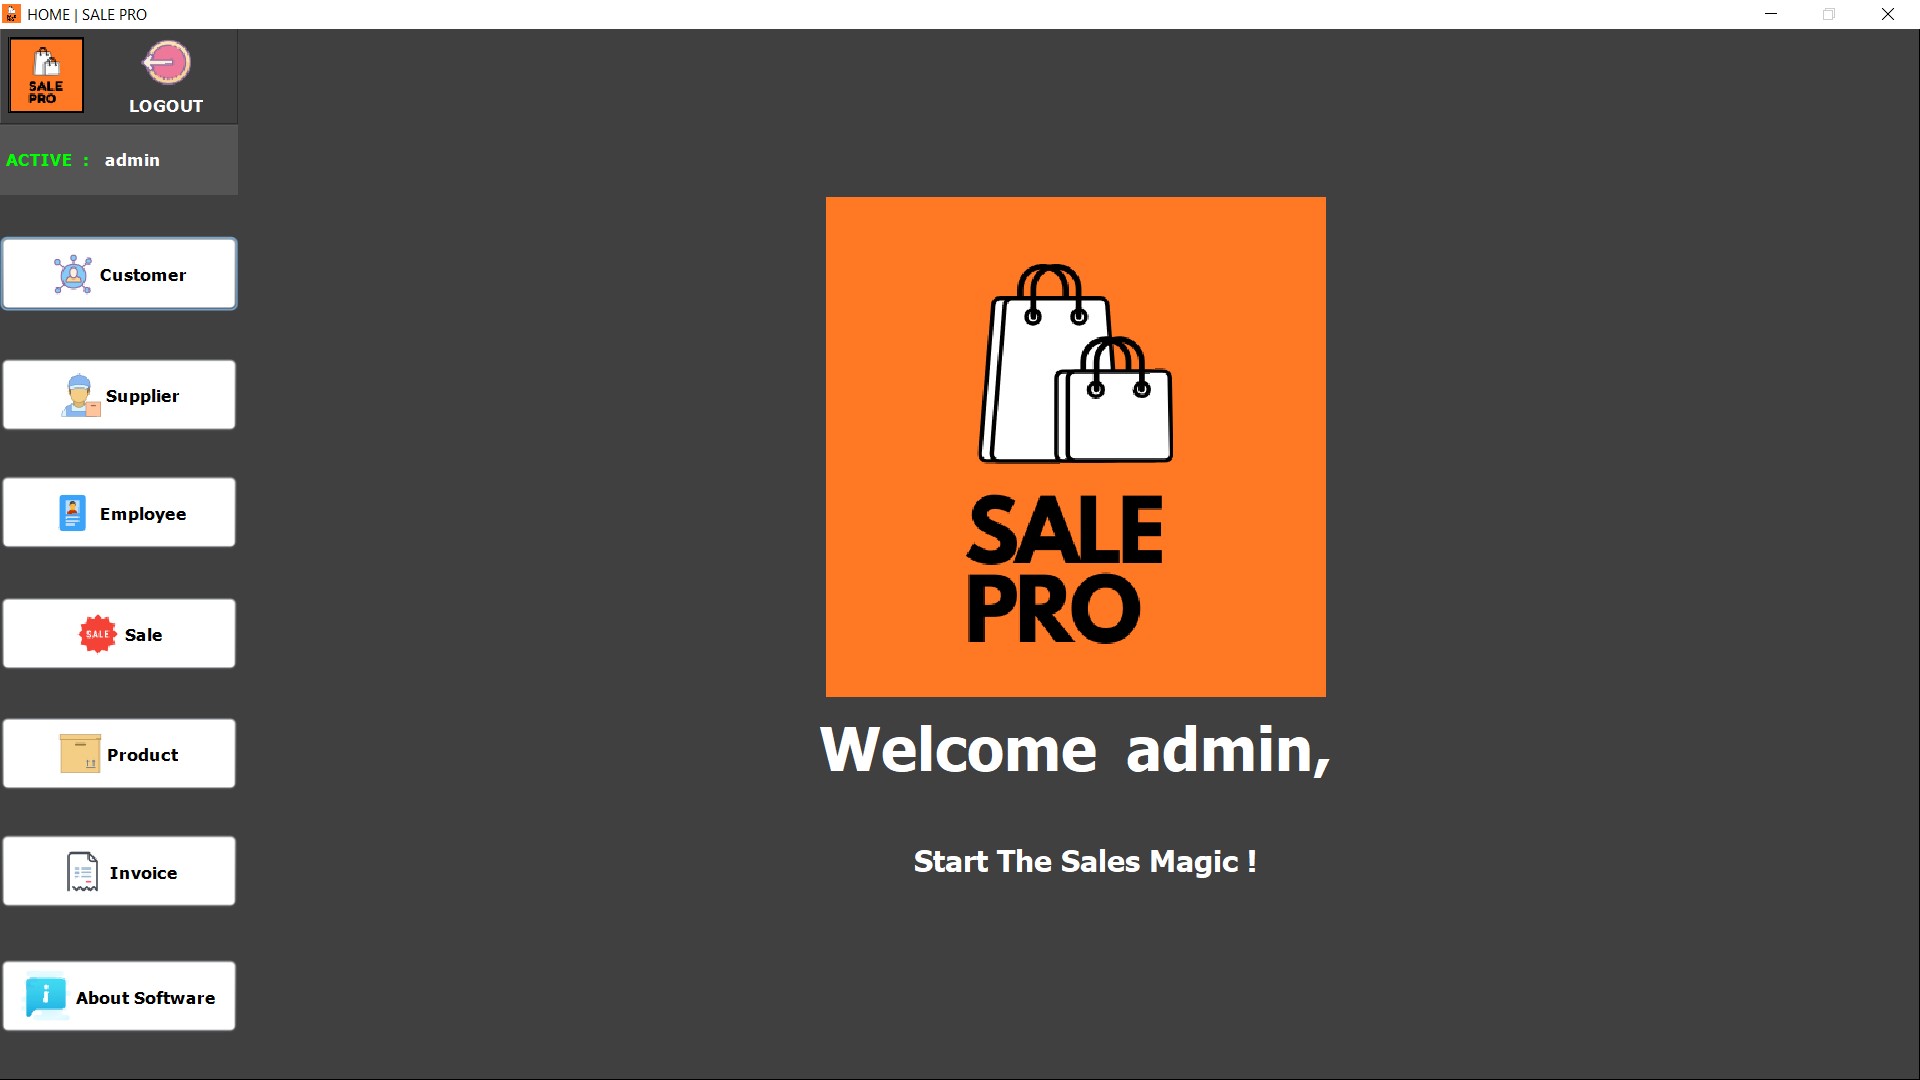 HOME | SALE PRO
SALE
PRO
LOGOUT
ACTIVE : admin
Customer
Supplier
Employee
SALE
Sale
Product
Invoice
About Software
SALE
PRO
Welcome admin,
Start The Sales Magic !